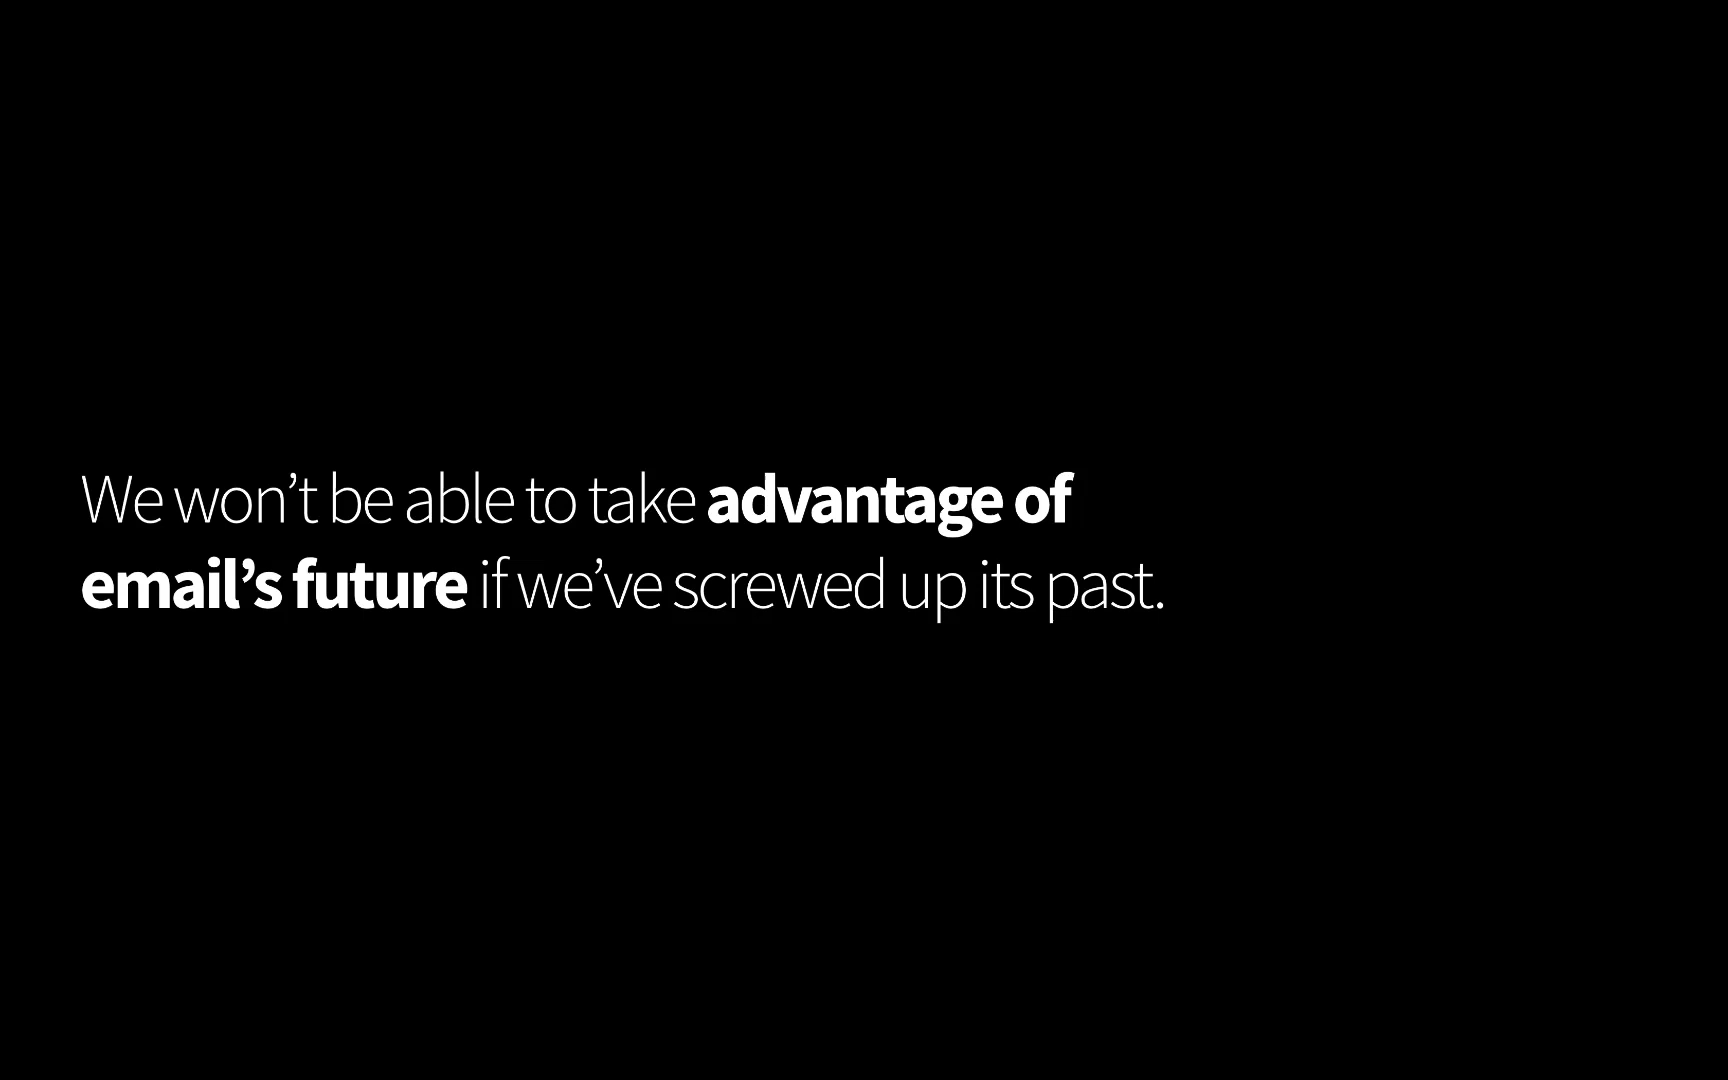 We won’t be able to take advantage of
email’s future if we’ve screwed up its past.